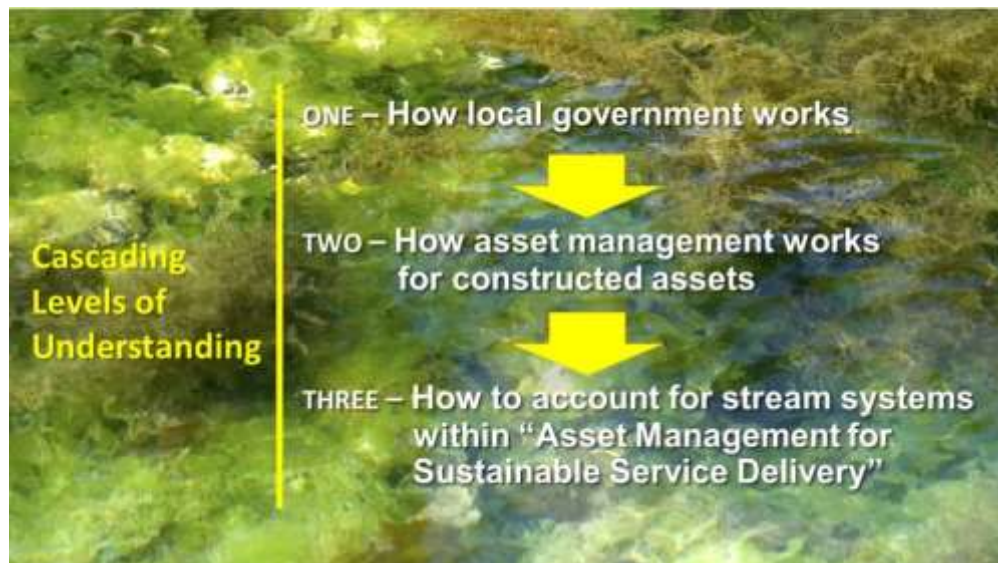 Cascading
Levels of
Understanding
ONE – How local government works
TWO – How asset management works
for constructed assets
THREE – How to account for stream systems
within “Asset Management for
Sustainable Service Delivery”